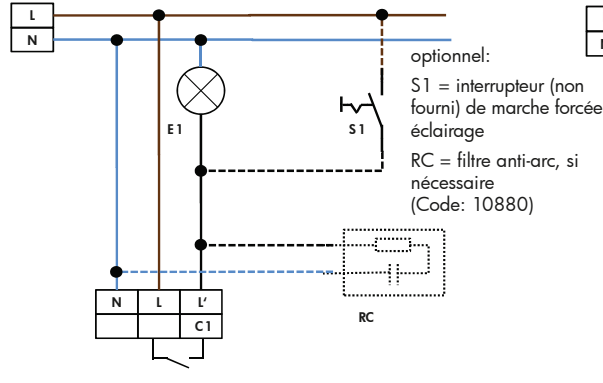 L
N
optionnel:
S1 = interrupteur (non
fourni) de marche forcée
éclairage
E1
S1
RC = filtre anti-arc, si
nécessaire
(Code: 10880)
N L L'
C1
RC